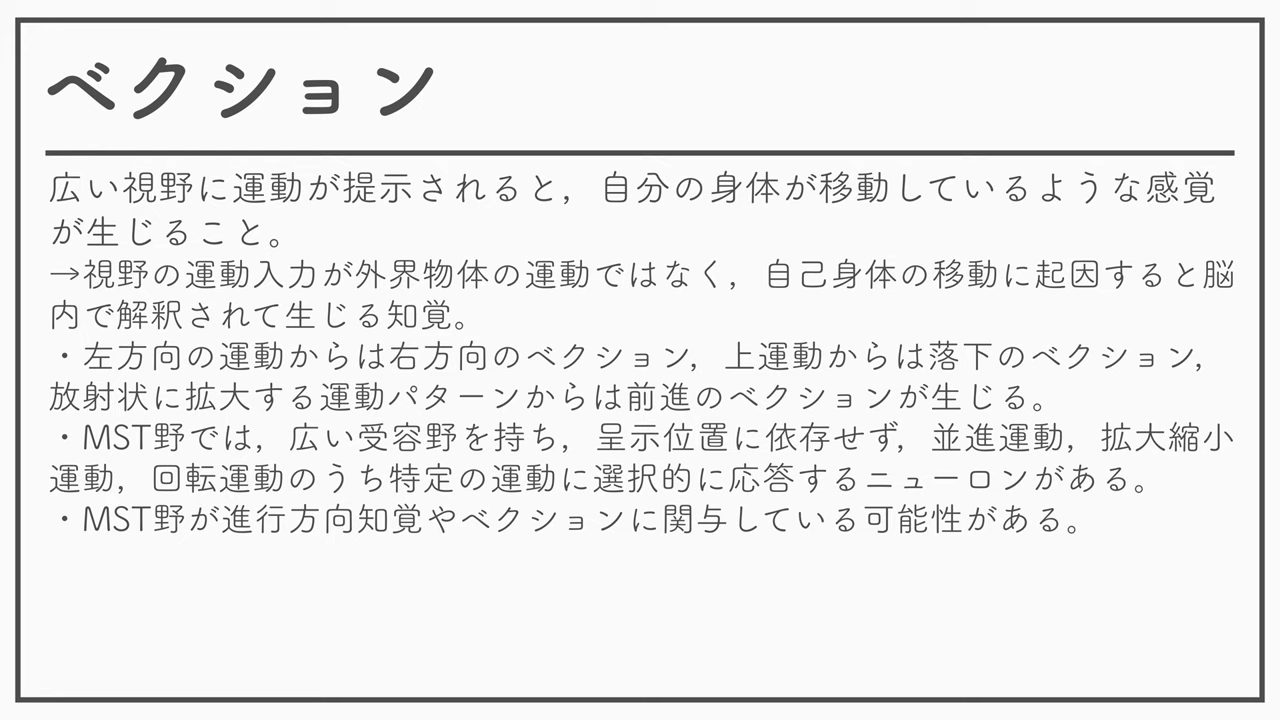 ベクション
広い視野に運動が提示されると，自分の身体が移動しているような感覚
が生じること。
→視野の運動入力が外界物体の運動ではなく，自己身体の移動に起因すると脳
内で解釈されて生じる知覚。
・左方向の運動からは右方向のベクション，上運動からは落下のベクション，
放射状に拡大する運動パターンからは前進のベクションが生じる。
・MST野では，広い受容野を持ち，呈示位置に依存せず，並進運動，拡大縮小
運動，回転運動のうち特定の運動に選択的に応答するニューロンがある。
・MST野が進行方向知覚やベクションに関与している可能性がある。